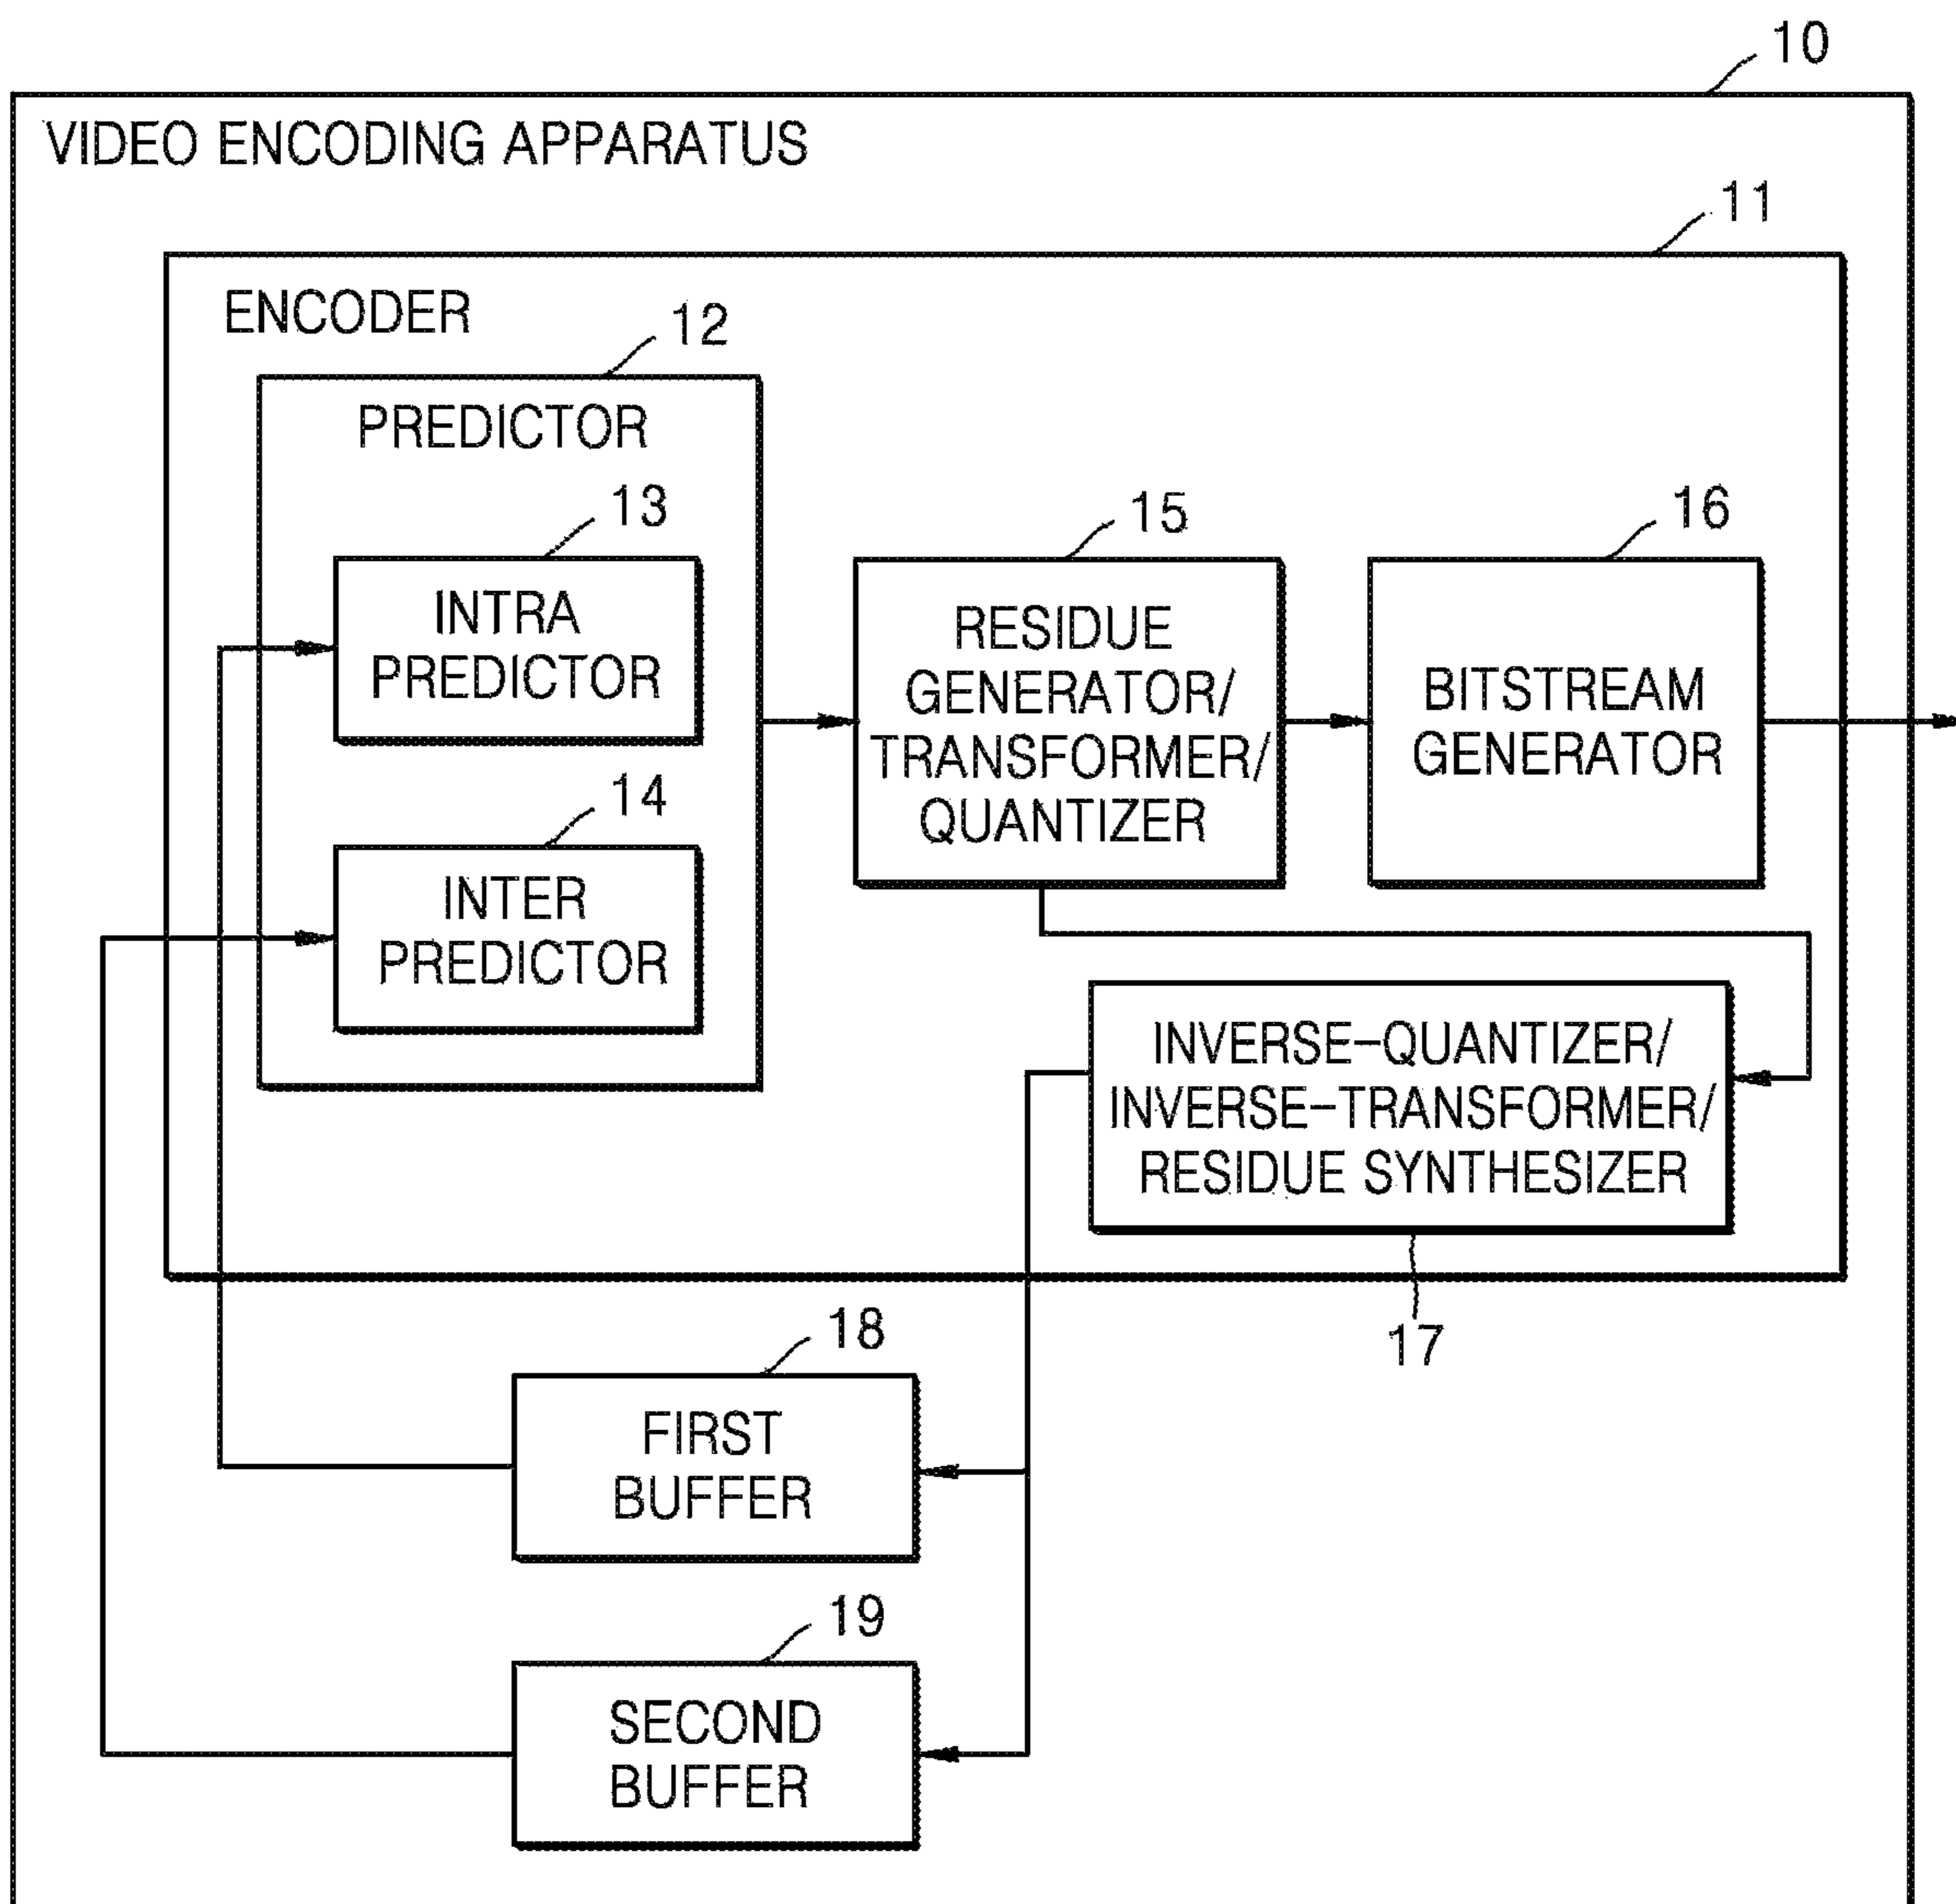 10
VIDEO ENCODING APPARATUS
11
ENCODER
12
PREDICTOR
13
INTRA
PREDICTOR
14
INTER
PREDICTOR
15
RESIDUE
GENERATOR/
TRANSFORMER/
QUANTIZER
16
BITSTREAM
GENERATOR
INVERSE-QUANTIZER/
INVERSE-TRANSFORMER/
RESIDUE SYNTHESIZER
17
18
FIRST
BUFFER
19
SECOND
BUFFER